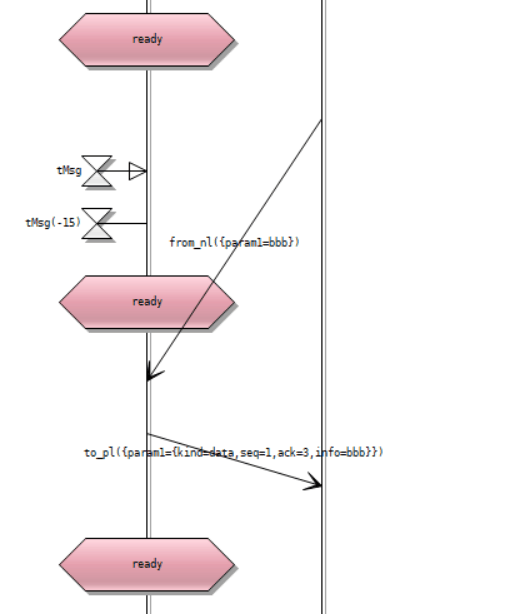 ready
tMsg
tMsg(-15)
from_nl({param1=bbb})
ready
to_pl({param1={kind=data,seq=1,ack=3,info=bbb}})
ready